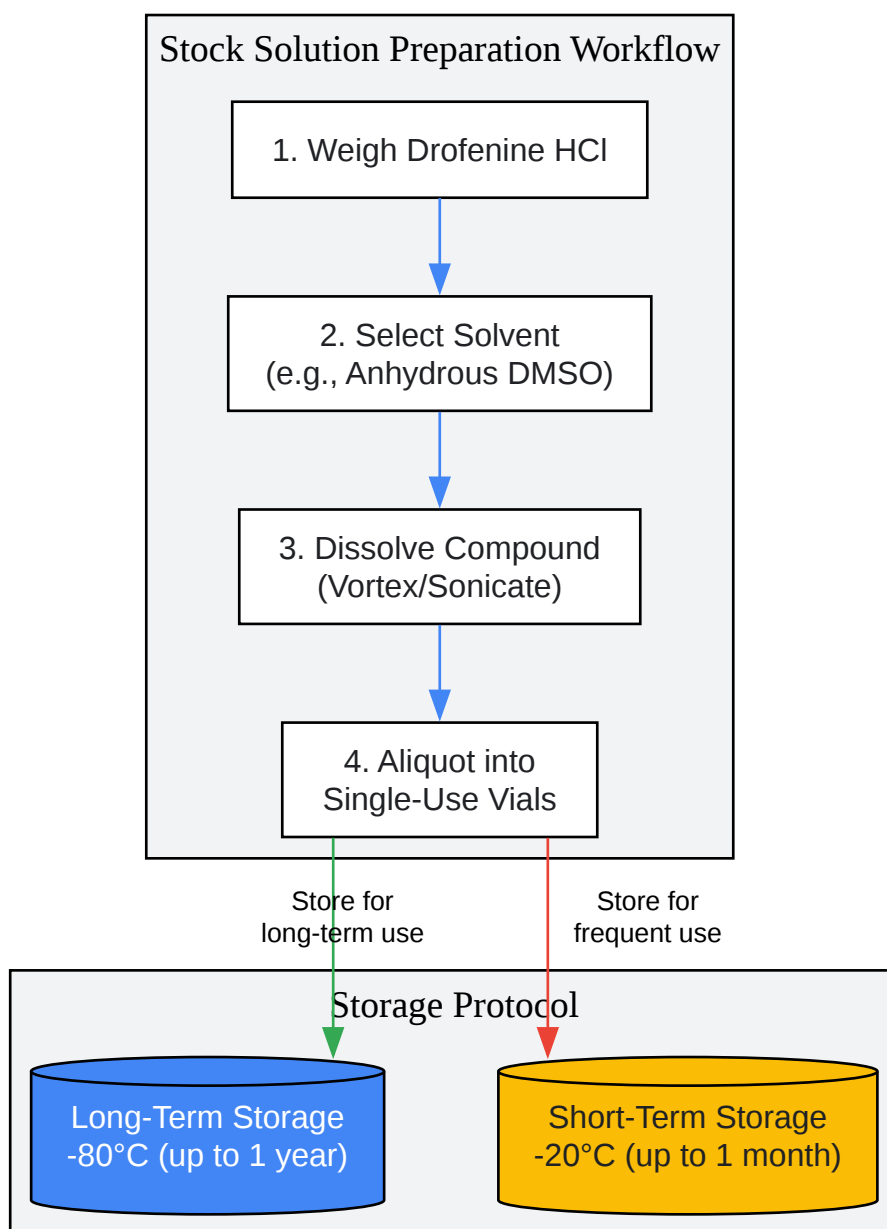 Stock Solution Preparation Workflow
1. Weigh Drofenine HCl
2. Select Solvent
(e.g., Anhydrous DMSO)
3. Dissolve Compound
(Vortex/Sonicate)
4. Aliquot into
Single-Use Vials
Store for
long-term use
Store for
frequent use
Storage Protocol
Long-Term Storage
-80°C (up to 1 year)
Short-Term Storage
-20°C (up to 1 month)